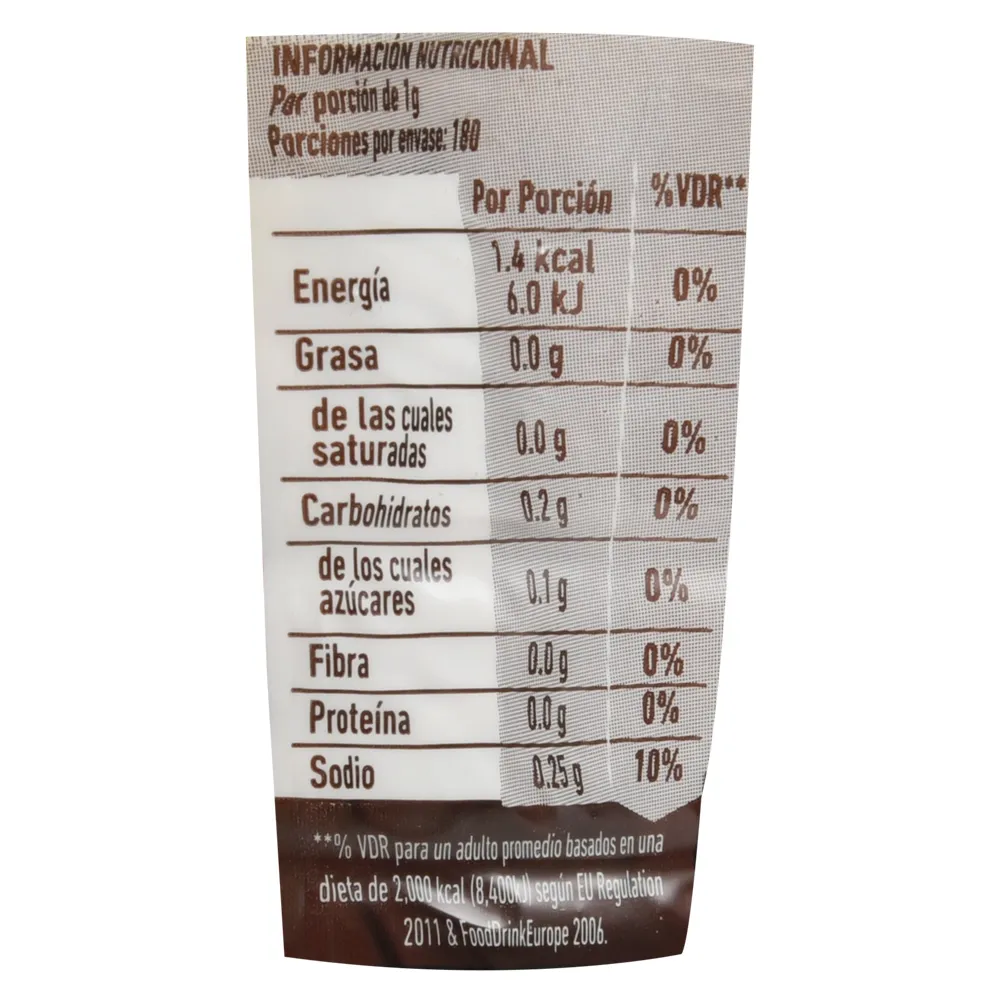 INFORMACIÓN NUTRICIONAL
Por porción de 1g
Porciones por envase: 180
Por Porción %VDR**
Energía 1.4 kcal 6.0 kJ 0%
Grasa 0.0 g 0%
de las cuales saturadas 0.0 g 0%
Carbohidratos 0.2 g 0%
de los cuales azúcares 0.1 g 0%
Fibra 0.0 g 0%
Proteína 0.0 g 0%
Sodio 0.25 g 10%
**% VDR para un adulto promedio basados en una
dieta de 2,000 kcal (8,400kJ) según EU Regulation
2011 & FoodDrinkEurope 2006.